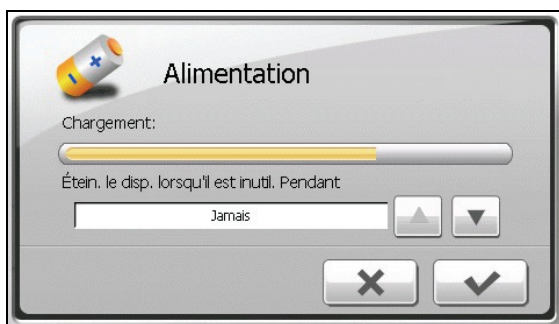 Alimentation
Chargement:
Étein. le disp. lorsqu'il est inutil. Pendant
Jamais